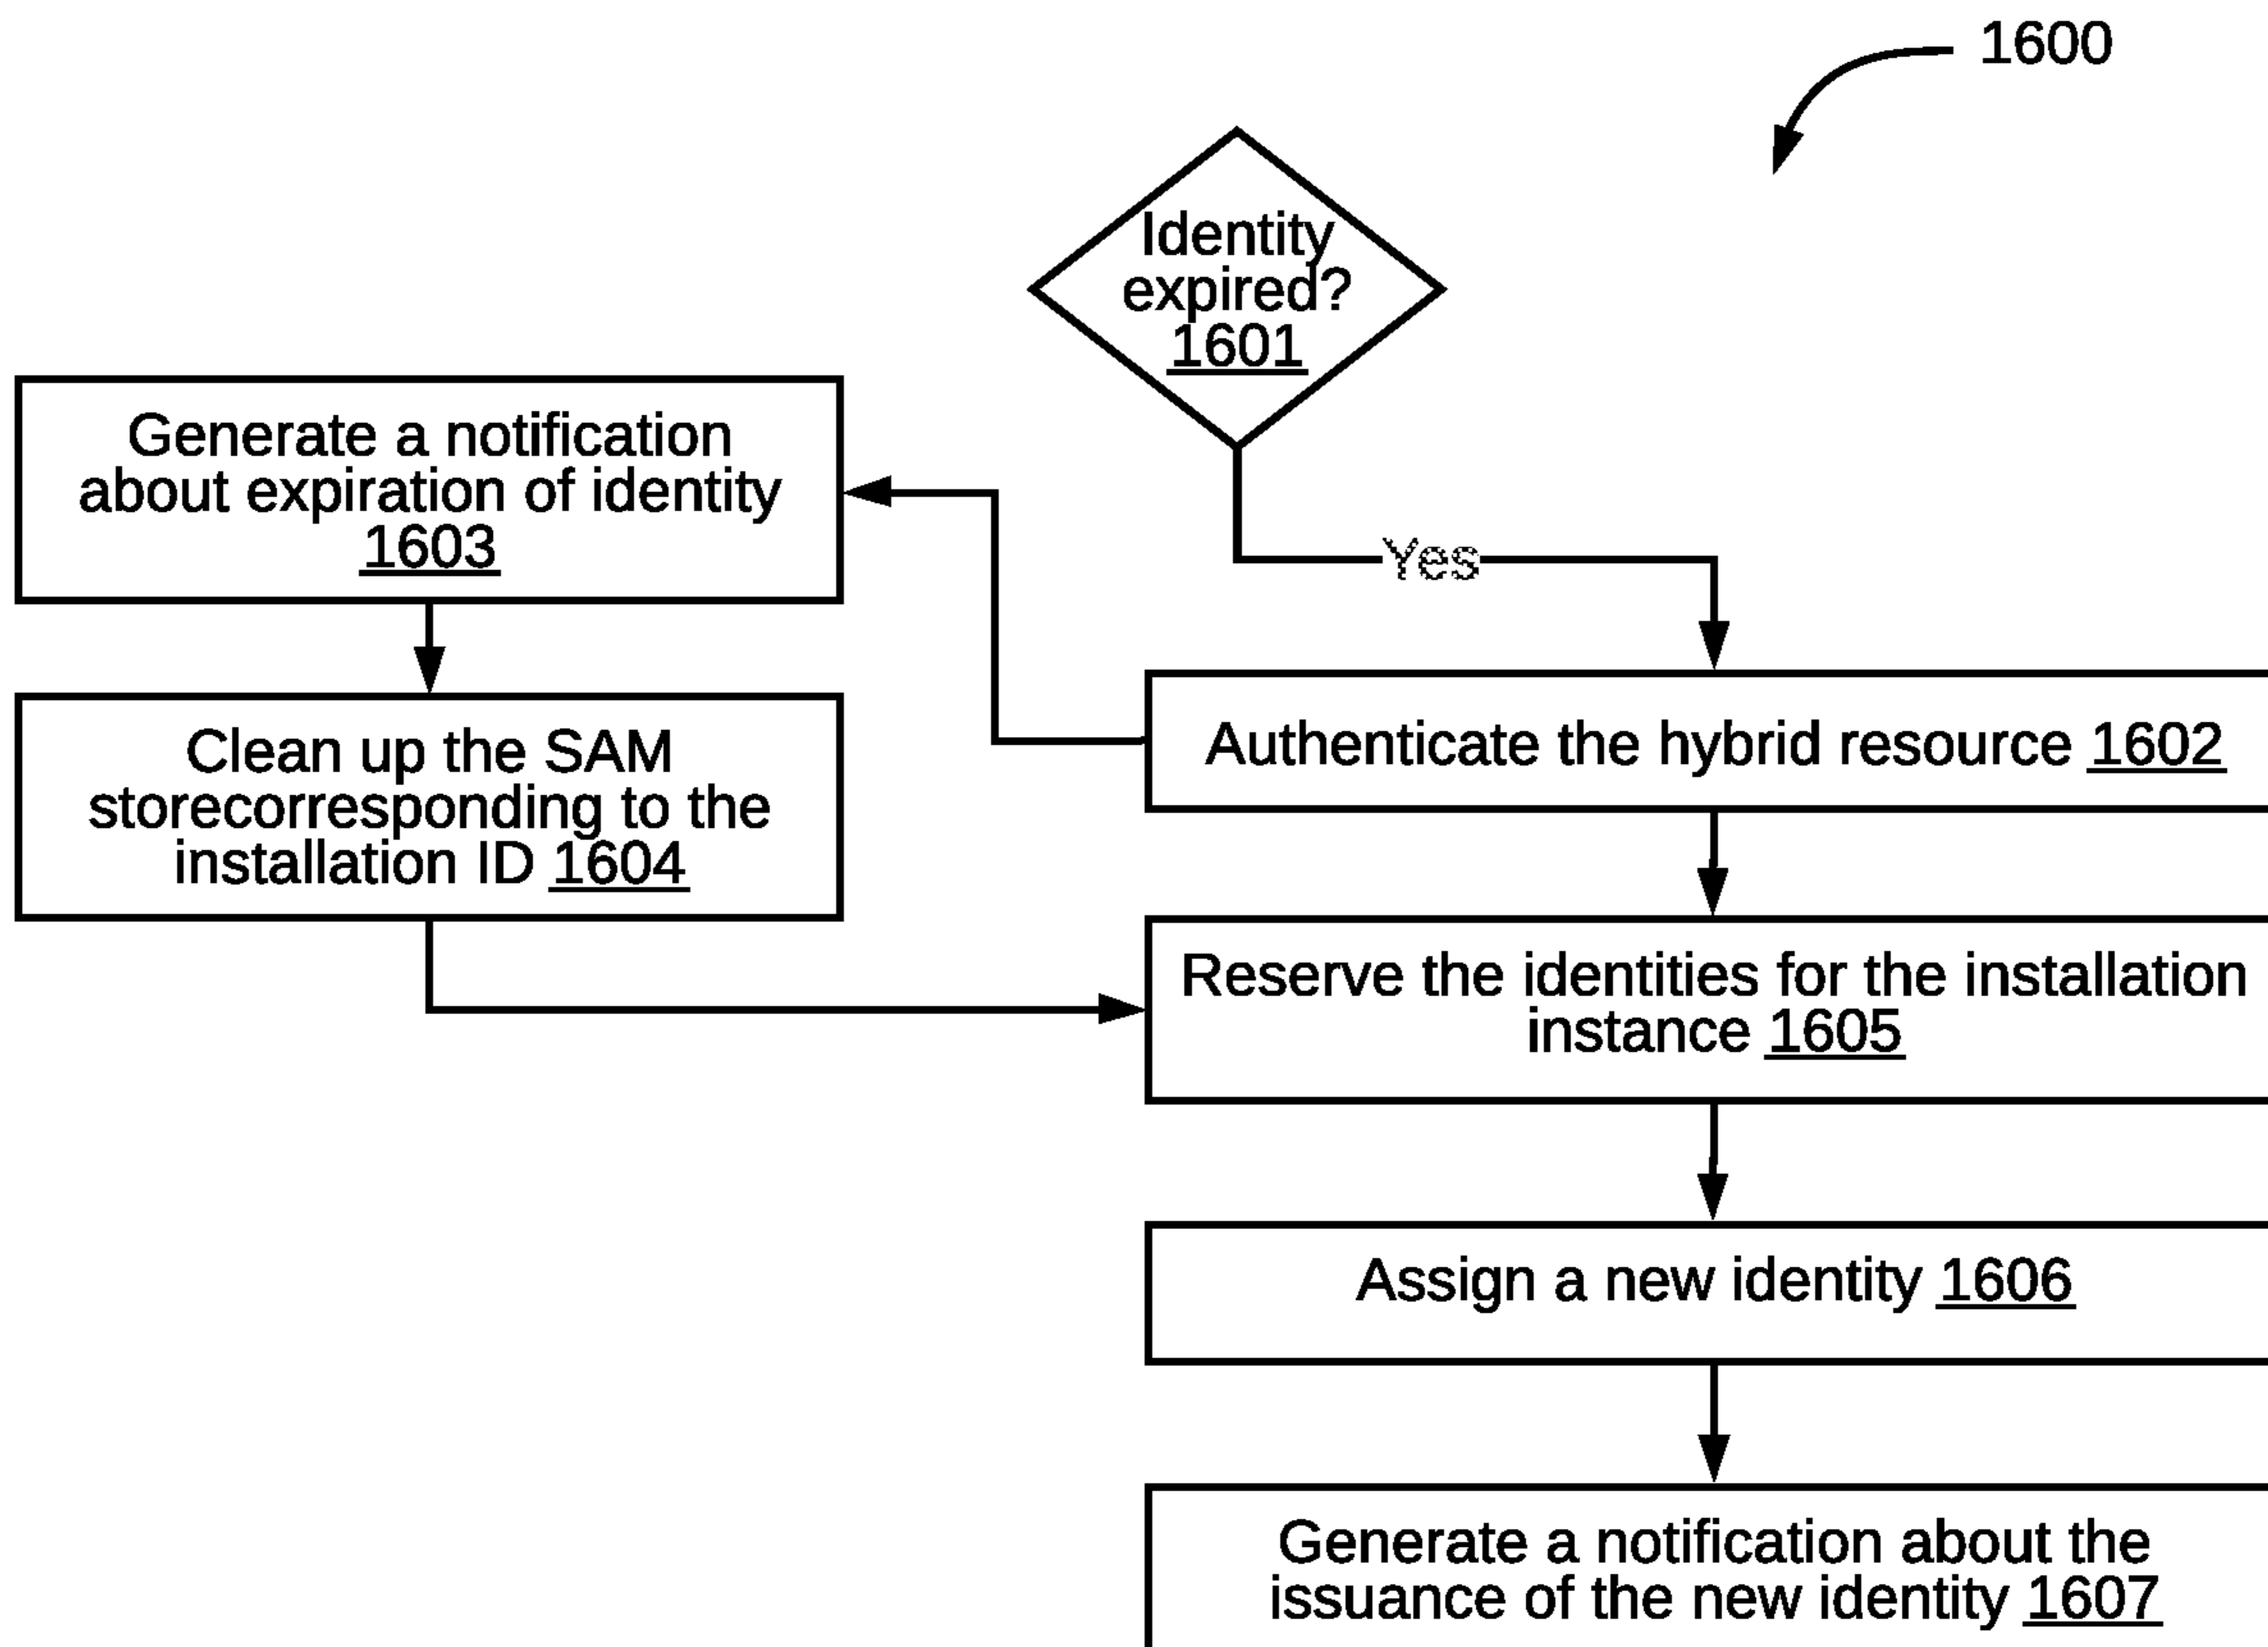 1600
Identity
expired?
1601
Generate a notification
about expiration of identity
1603
Yes
Clean up the SAM
storecorresponding to the
installation ID 1604
Authenticate the hybrid resource 1602
Reserve the identities for the installation
instance 1605
Assign a new identity 1606
Generate a notification about the
issuance of the new identity 1607